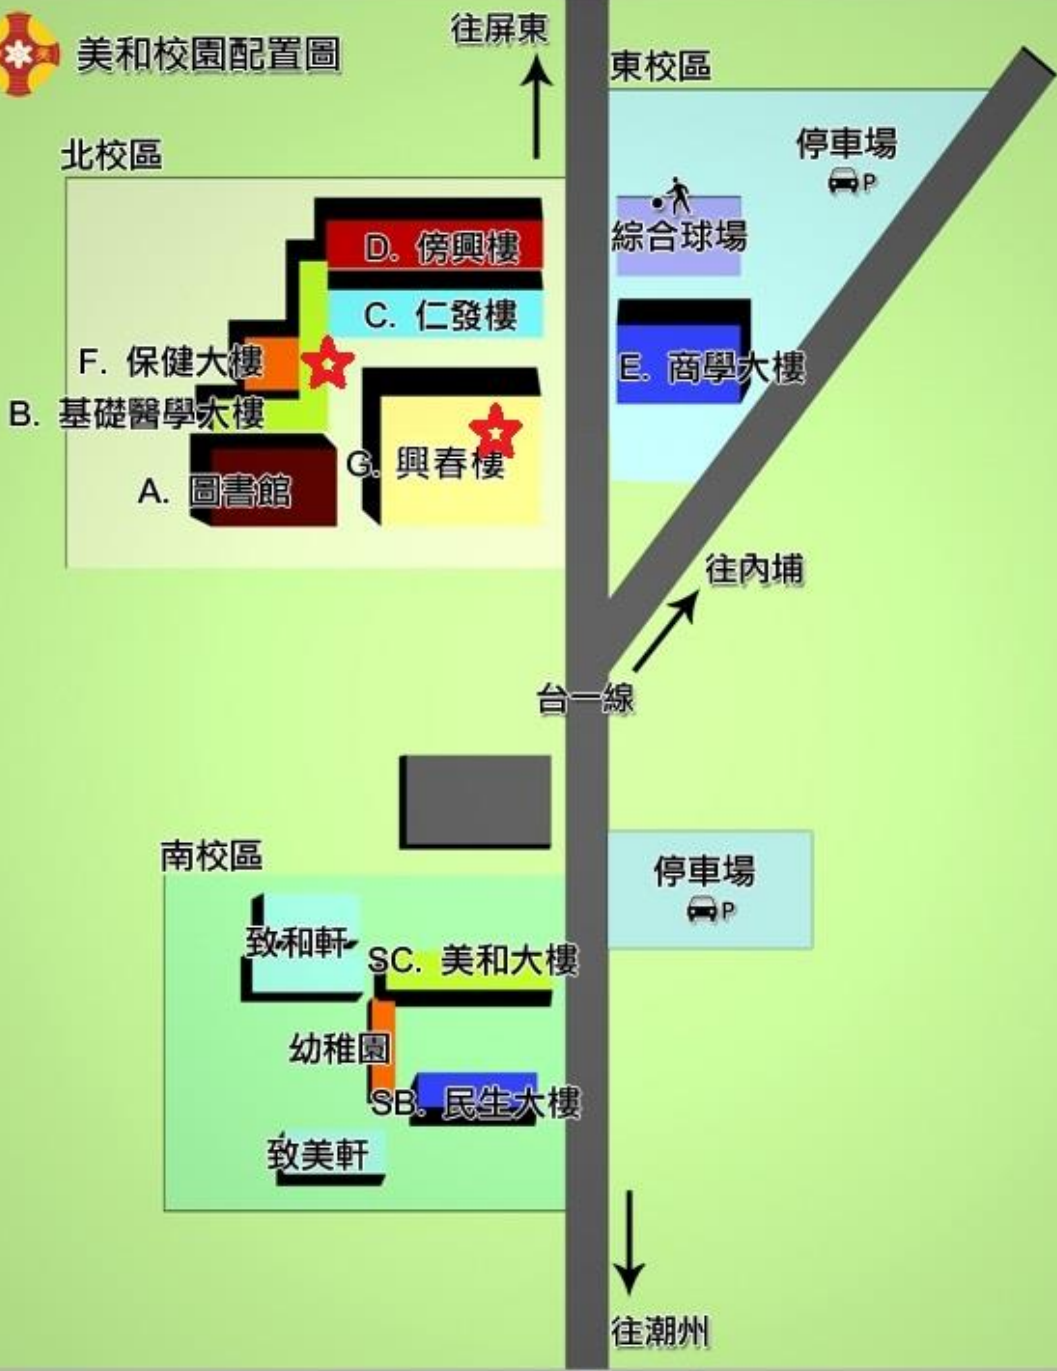 美和校園配置圖
往屏東
東校區
停車場
P
北校區
綜合球場
D. 傍興樓
C. 仁發樓
F. 保健大樓
E. 商學大樓
B. 基礎醫學大樓
G. 興春樓
A. 圖書館
往內埔
台一線
南校區
停車場
P
致和軒
SC. 美和大樓
幼稚園
SB. 民生大樓
致美軒
往潮州